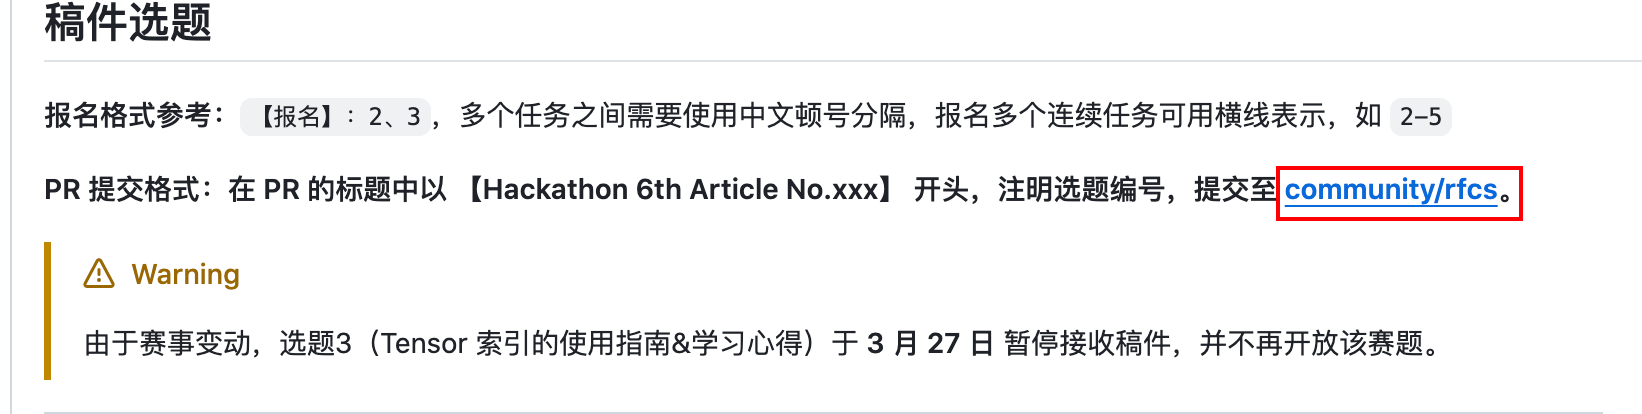 稿件选题
报名格式参考：【报名】：2、3，多个任务之间需要使用中文顿号分隔，报名多个连续任务可用横线表示，如 2-5
PR 提交格式：在 PR 的标题中以 【Hackathon 6th Article No.xxx】 开头，注明选题编号，提交至 community/rfcs。
Warning
由于赛事变动，选题3（Tensor 索引的使用指南&学习心得）于 3 月 27 日 暂停接收稿件，并不再开放该赛题。